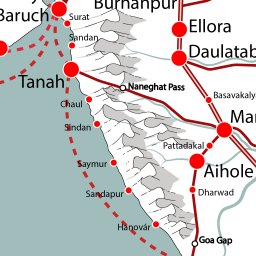 Baruch
Surat
Burhanpur
Ellora
Sandan
Daulatab
Tanah
Naneghat Pass
Basavakaly
Chaul
Man
Sindan
Pattadakal
Saymur
Aihole
Sandapur
Dharwad
Hanovár
Goa Gap